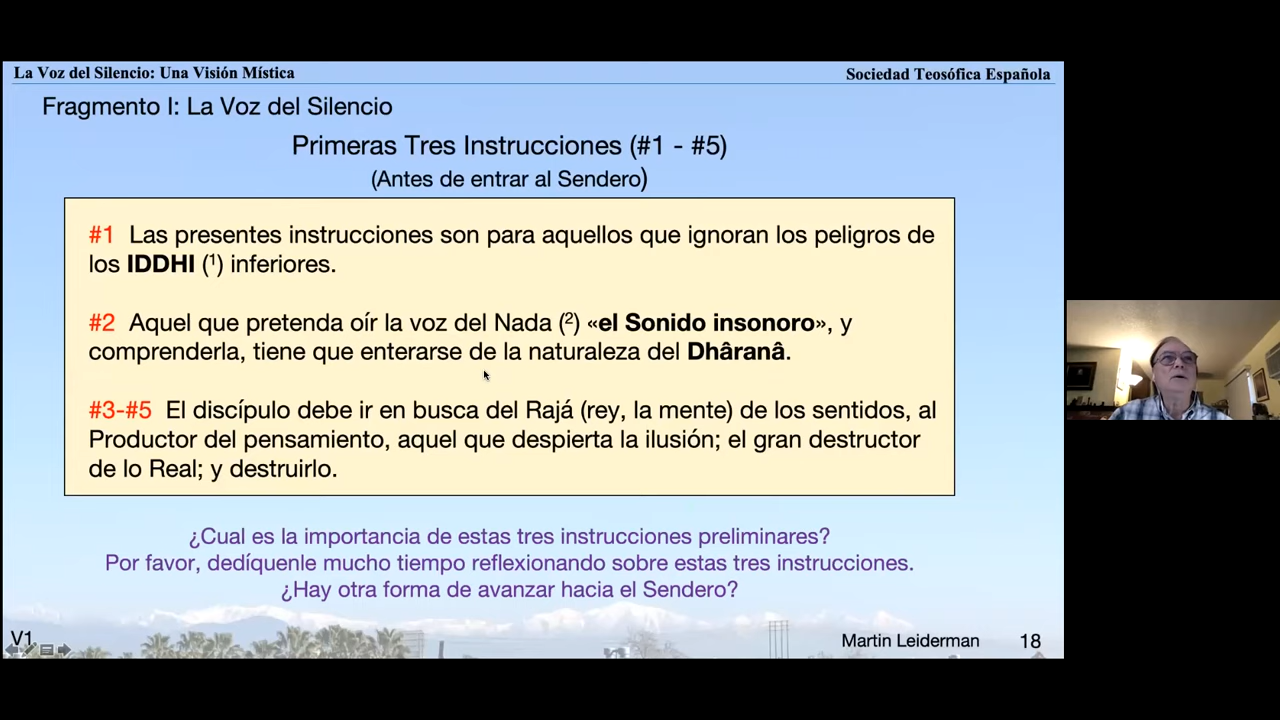 La Voz del Silencio: Una Visión Mística
Sociedad Teosófica Española
Fragmento I: La Voz del Silencio
Primeras Tres Instrucciones (#1 - #5)
(Antes de entrar al Sendero)
#1 Las presentes instrucciones son para aquellos que ignoran los peligros de
los IDDHI (¹) inferiores.
#2 Aquel que pretenda oír la voz del Nada (²) «el Sonido insonoro», y
comprenderla, tiene que enterarse de la naturaleza del Dhâranâ.
#3-#5 El discípulo debe ir en busca del Rajá (rey, la mente) de los sentidos, al
Productor del pensamiento, aquel que despierta la ilusión; el gran destructor
de lo Real; y destruirlo.
¿Cual es la importancia de estas tres instrucciones preliminares?
Por favor, dedíquenle mucho tiempo reflexionando sobre estas tres instrucciones.
¿Hay otra forma de avanzar hacia el Sendero?
V1
Martin Leiderman 18